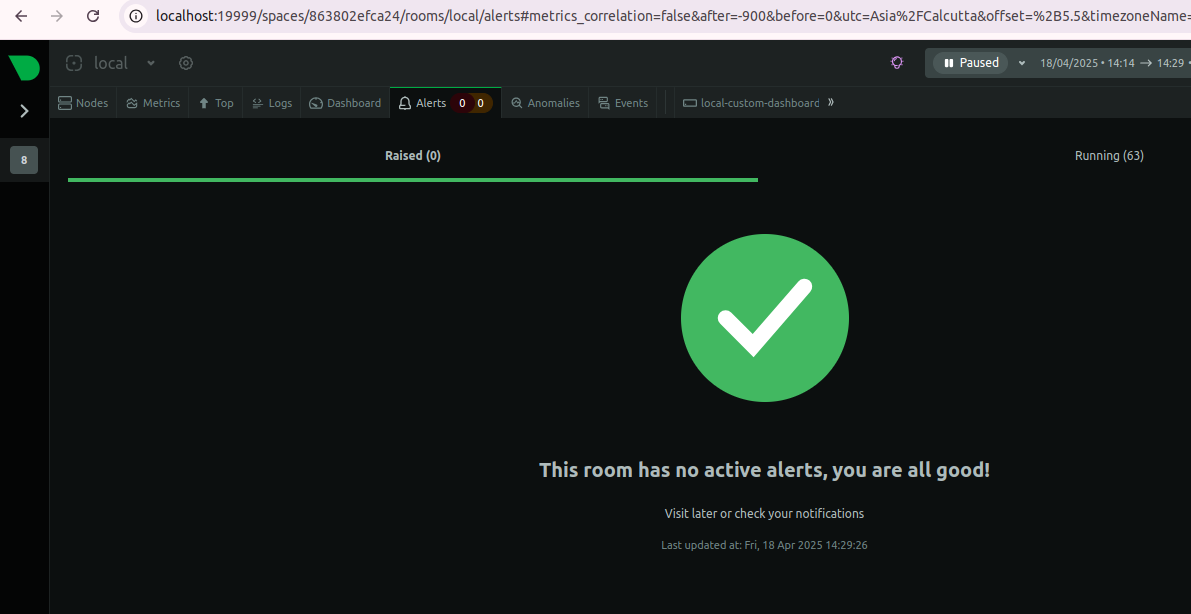 localhost:19999/spaces/863802efca24/rooms/local/alerts#metrics_correlation=false&after=-900&before=0&utc=Asia%2FCalcutta&offset=%2B5.5&timezoneName=
local
Paused
18/04/2025 • 14:14 → 14:29 •
Nodes
Metrics
Top
Logs
Dashboard
Alerts 0 0
Anomalies
Events
local-custom-dashboard
8
Raised (0)
Running (63)
This room has no active alerts, you are all good!
Visit later or check your notifications
Last updated at: Fri, 18 Apr 2025 14:29:26